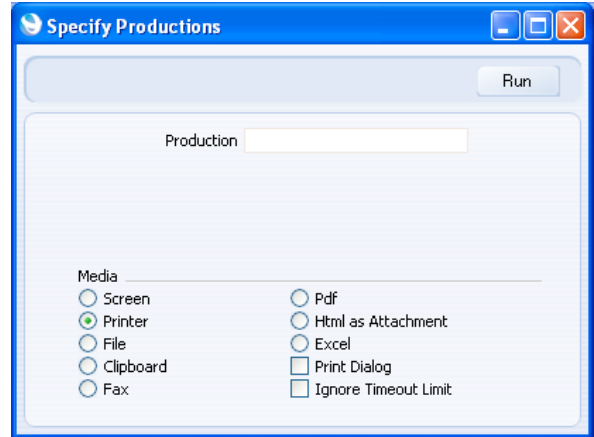 Specify Productions
Run
Production
Media
Screen
Pdf
Printer
Html as Attachment
File
Excel
Clipboard
Print Dialog
Fax
Ignore Timeout Limit